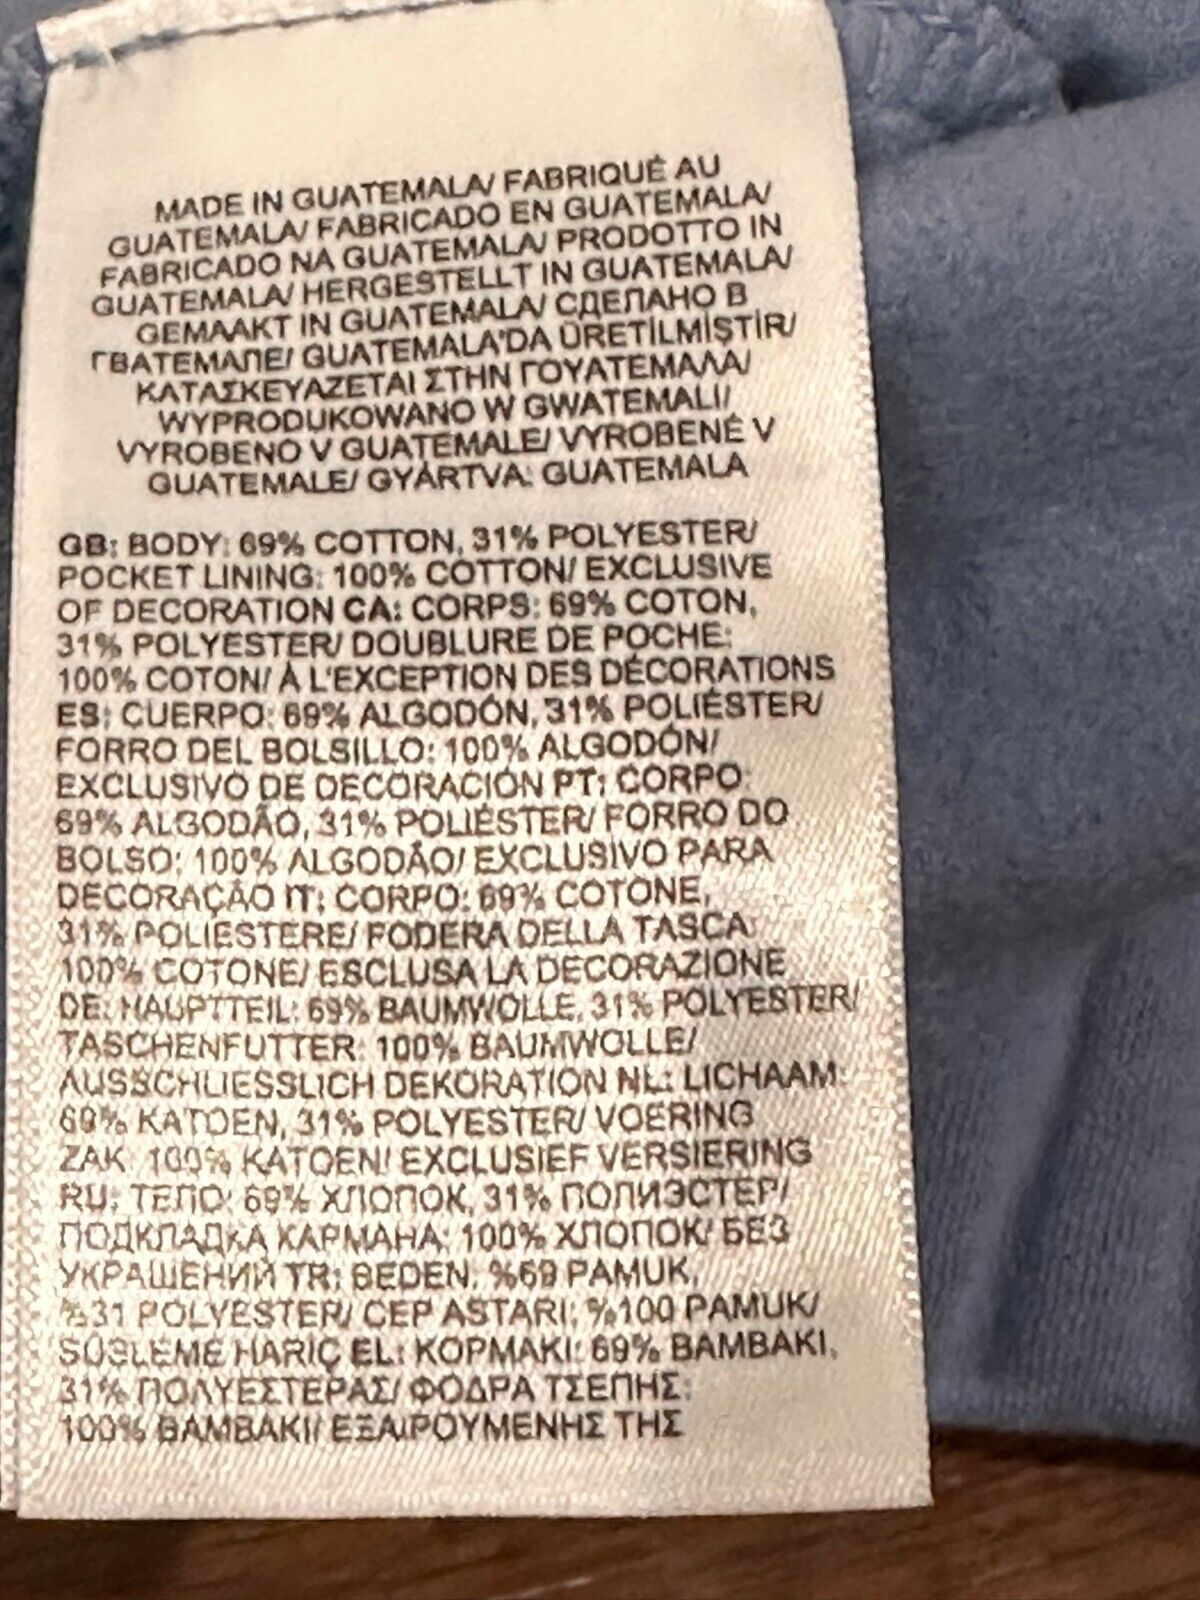 MADE IN GUATEMALA/ FABRIQUÉ AU
GUATEMALA/ FABRICADO EN GUATEMALA/
FABRICADO NA GUATEMALA/ PRODOTTO IN
GUATEMALA/ HERGESTELLT IN GUATEMALA/
GEMAAKT IN GUATEMALA/ СДЕЛАНО В
ГВАТЕМАЛЕ/ GUATEMALA'DA ÜRETİLMİŞTİR/
ΚΑΤΑΣΚΕΥΑΖΕΤΑΙ ΣΤΗΝ ΓΟΥΑΤΕΜΑΛΑ/
WYPRODUKOWANO W GWATEMALI/
VYROBENO V GUATEMALE/ VYROBENÉ V
GUATEMALE/ GYÁRTVA: GUATEMALA
GB: BODY: 69% COTTON, 31% POLYESTER/
POCKET LINING: 100% COTTON/ EXCLUSIVE
OF DECORATION CA: CORPS: 69% COTON,
31% POLYESTER/ DOUBLURE DE POCHE:
100% COTON/ À L'EXCEPTION DES DÉCORATIONS
ES: CUERPO: 69% ALGODÓN, 31% POLIÉSTER/
FORRO DEL BOLSILLO: 100% ALGODÓN/
EXCLUSIVO DE DECORACIÓN PT: CORPO:
69% ALGODÃO, 31% POLIÉSTER/ FORRO DO
BOLSO: 100% ALGODÃO/ EXCLUSIVO PARA
DECORAÇÃO IT: CORPO: 69% COTONE,
31% POLIESTERE/ FODERA DELLA TASCA:
100% COTONE/ ESCLUSA LA DECORAZIONE
DE: HAUPTTEIL: 69% BAUMWOLLE, 31% POLYESTER/
TASCHENFUTTER: 100% BAUMWOLLE/
AUSSCHLIESSLICH DEKORATION NL: LICHAAM:
69% KATOEN, 31% POLYESTER/ VOERING
ZAK: 100% KATOEN/ EXCLUSIEF VERSIERING
RU: ТЕЛО: 69% ХЛОПОК, 31% ПОЛИЭСТЕР/
ПОДКЛАДКА КАРМАНА: 100% ХЛОПОК/ БЕЗ
УКРАШЕНИЙ TR: BEDEN: %69 PAMUK,
%31 POLYESTER/ CEP ASTARI: %100 PAMUK/
SÜSLEME HARİÇ EL: ΚΟΡΜΑΚΙ: 69% ΒΑΜΒΑΚΙ,
31% ΠΟΛΥΕΣΤΕΡΑΣ/ ΦΟΔΡΑ ΤΣΕΠΗΣ:
100% ΒΑΜΒΑΚΙ/ ΕΞΑΙΡΟΥΜΕΝΗΣ ΤΗΣ